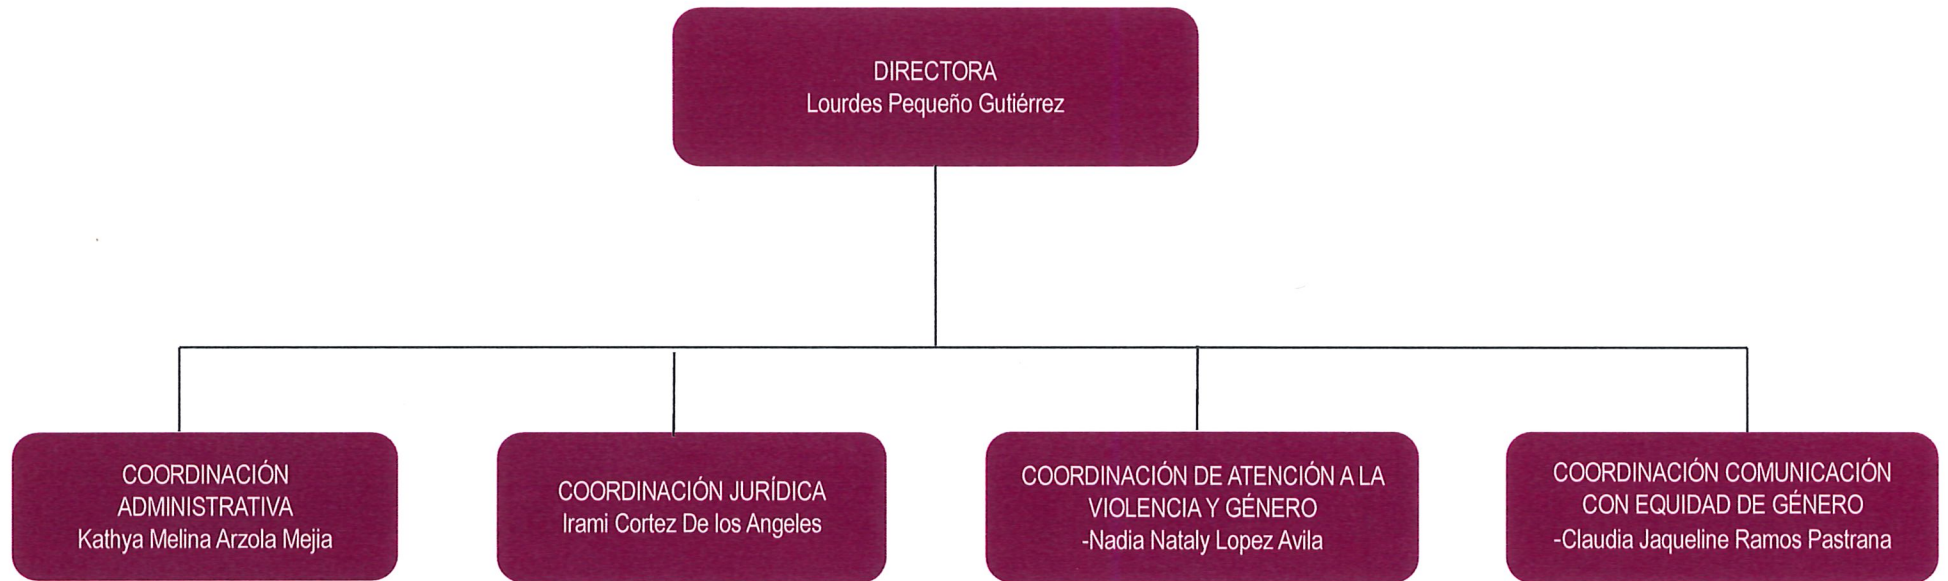 DIRECTORA
Lourdes Pequeño Gutiérrez
COORDINACIÓN
ADMINISTRATIVA
Kathya Melina Arzola Mejia
COORDINACIÓN JURÍDICA
Irami Cortez De los Angeles
COORDINACIÓN DE ATENCIÓN A LA
VIOLENCIA Y GÉNERO
-Nadia Nataly Lopez Avila
COORDINACIÓN COMUNICACIÓN
CON EQUIDAD DE GÉNERO
-Claudia Jaqueline Ramos Pastrana